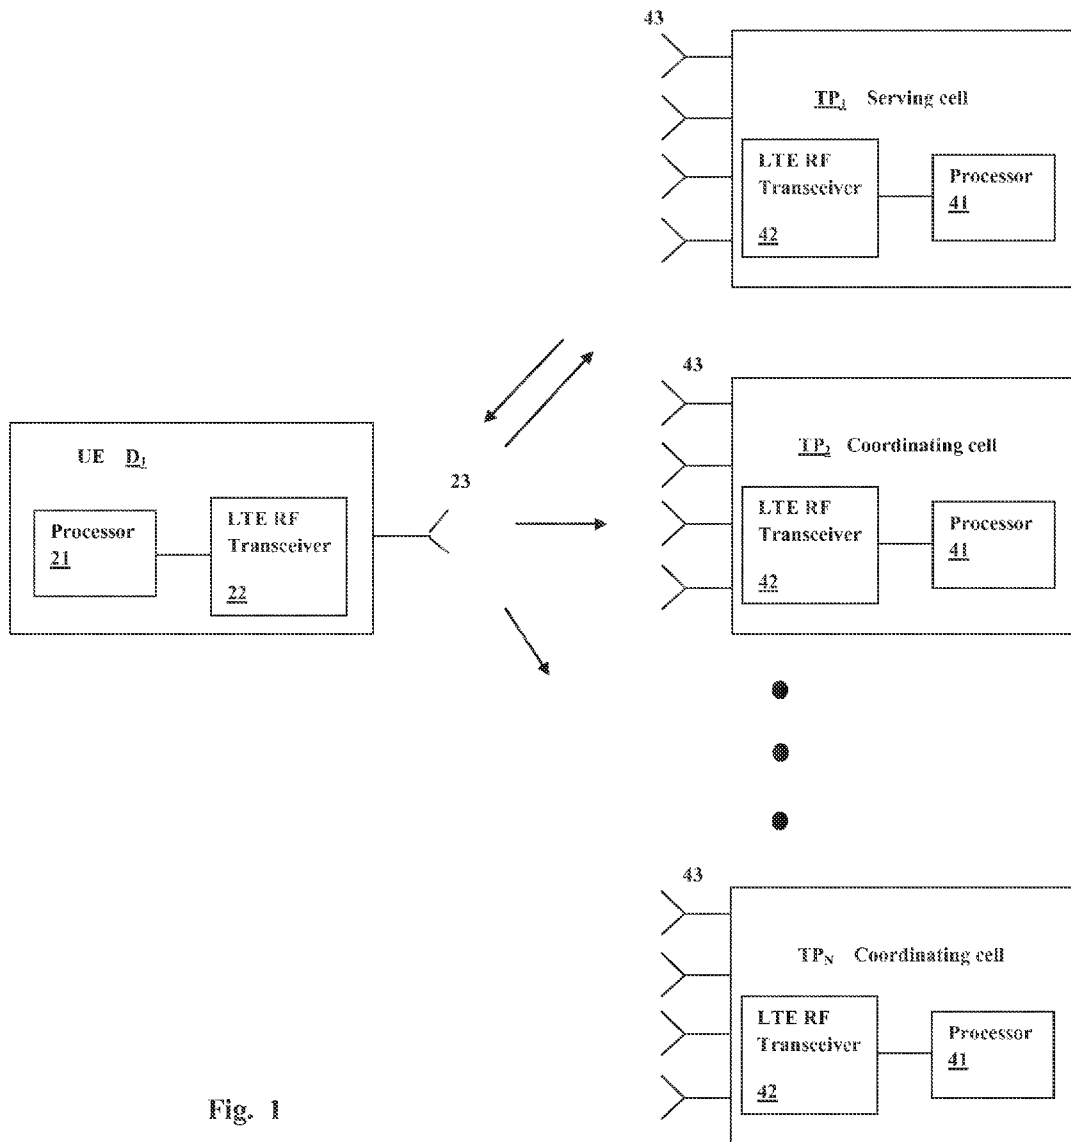 43
TP1 Serving cell
LTE RF
Transceiver
42
Processor
41
43
TP2 Coordinating cell
LTE RF
Transceiver
42
Processor
41
UE D1
Processor
21
LTE RF
Transceiver
22
23
43
TPN Coordinating cell
LTE RF
Transceiver
42
Processor
41
Fig. 1